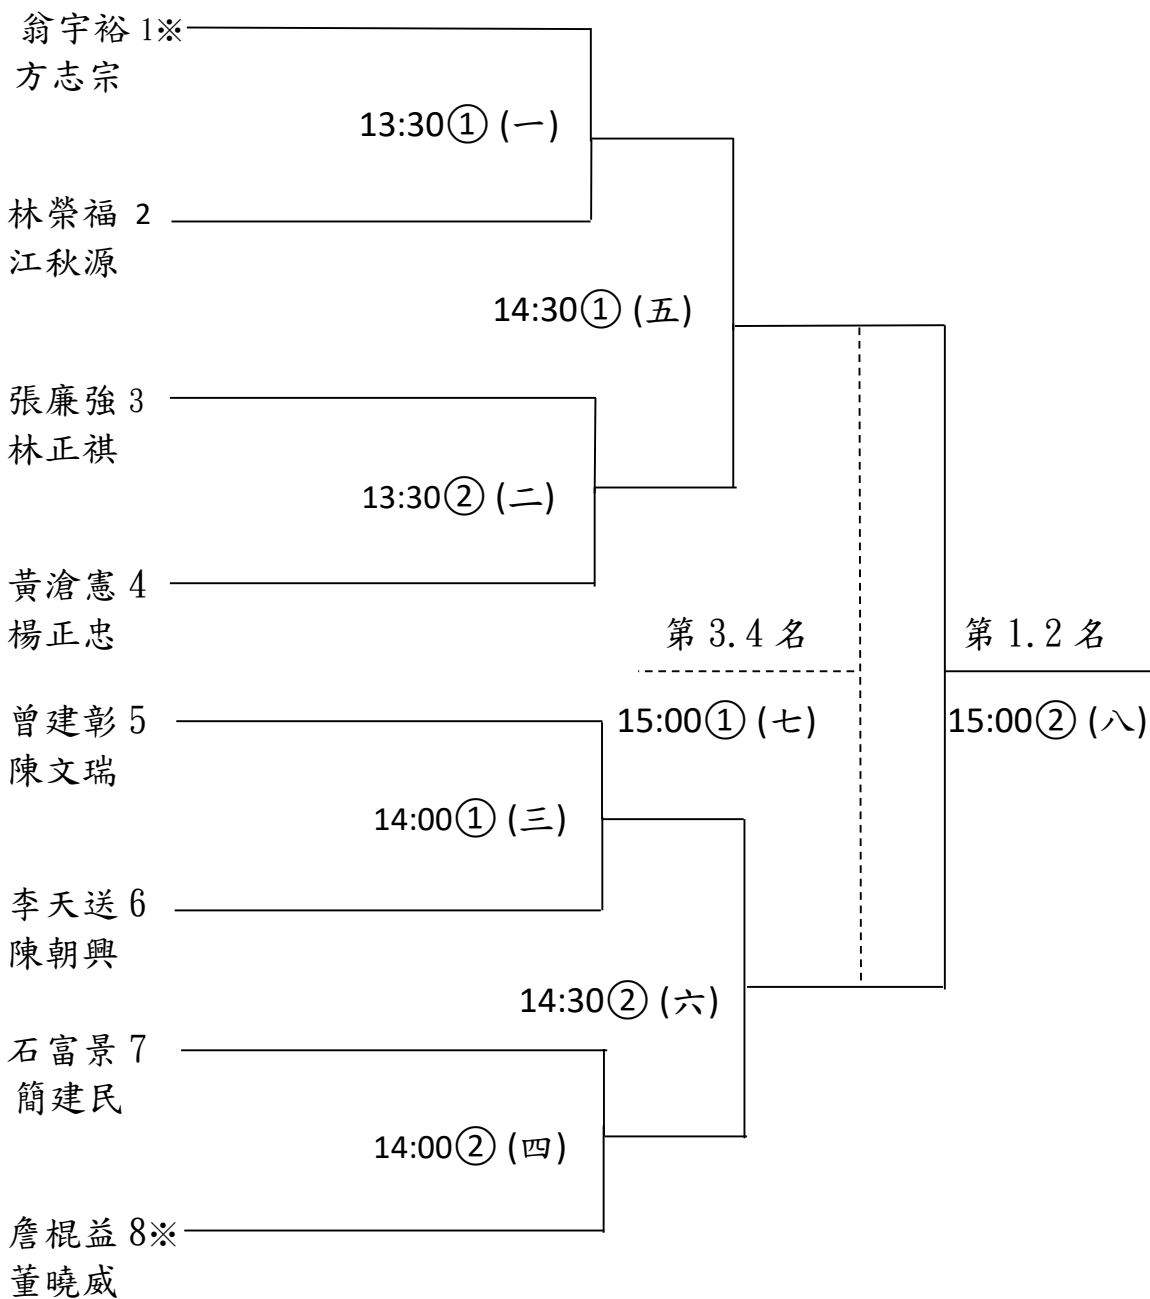 翁宇裕 1※
方志宗
13:30① (一)
林榮福 2
江秋源
14:30① (五)
張廉強 3
林正祺
13:30② (二)
黃滄憲 4
楊正忠
第 3.4 名
第 1.2 名
曾建彰 5
陳文瑞
15:00① (七)
15:00② (八)
14:00① (三)
李天送 6
陳朝興
14:30② (六)
石富景 7
簡建民
14:00② (四)
詹棍益 8※
董曉威